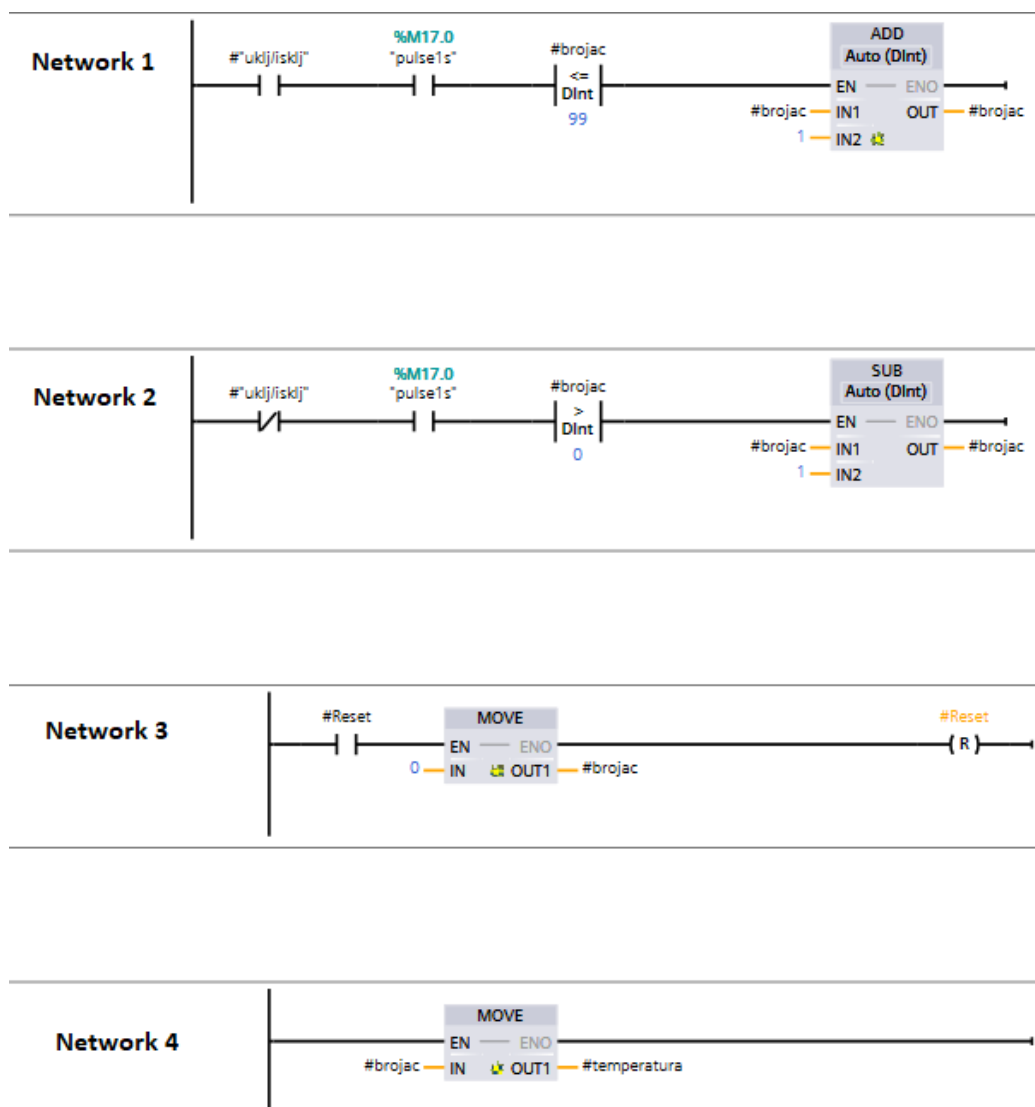 Network 1
#"uklj/isklj"
%M17.0
"pulse1s"
#brojac
<=
DInt
99
ADD
Auto (DInt)
EN ENO
#brojac IN1 OUT #brojac
1 IN2
Network 2
#"uklj/isklj"
%M17.0
"pulse1s"
#brojac
>
DInt
0
SUB
Auto (DInt)
EN ENO
#brojac IN1 OUT #brojac
1 IN2
Network 3
#Reset
MOVE
EN ENO
0 IN OUT1 #brojac
#Reset
R
Network 4
MOVE
EN ENO
#brojac IN OUT1 #temperatura